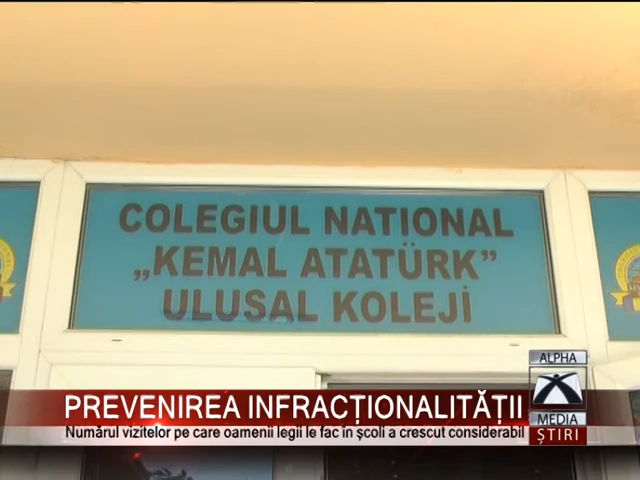 COLEGIUL NATIONAL
„KEMAL ATATÜRK”
ULUSAL KOLEJİ
ALPHA
MEDIA
ȘTIRI
PREVENIREA INFRACȚIONALITĂȚII
Numărul vizitelor pe care oamenii legii le fac în școli a crescut considerabil